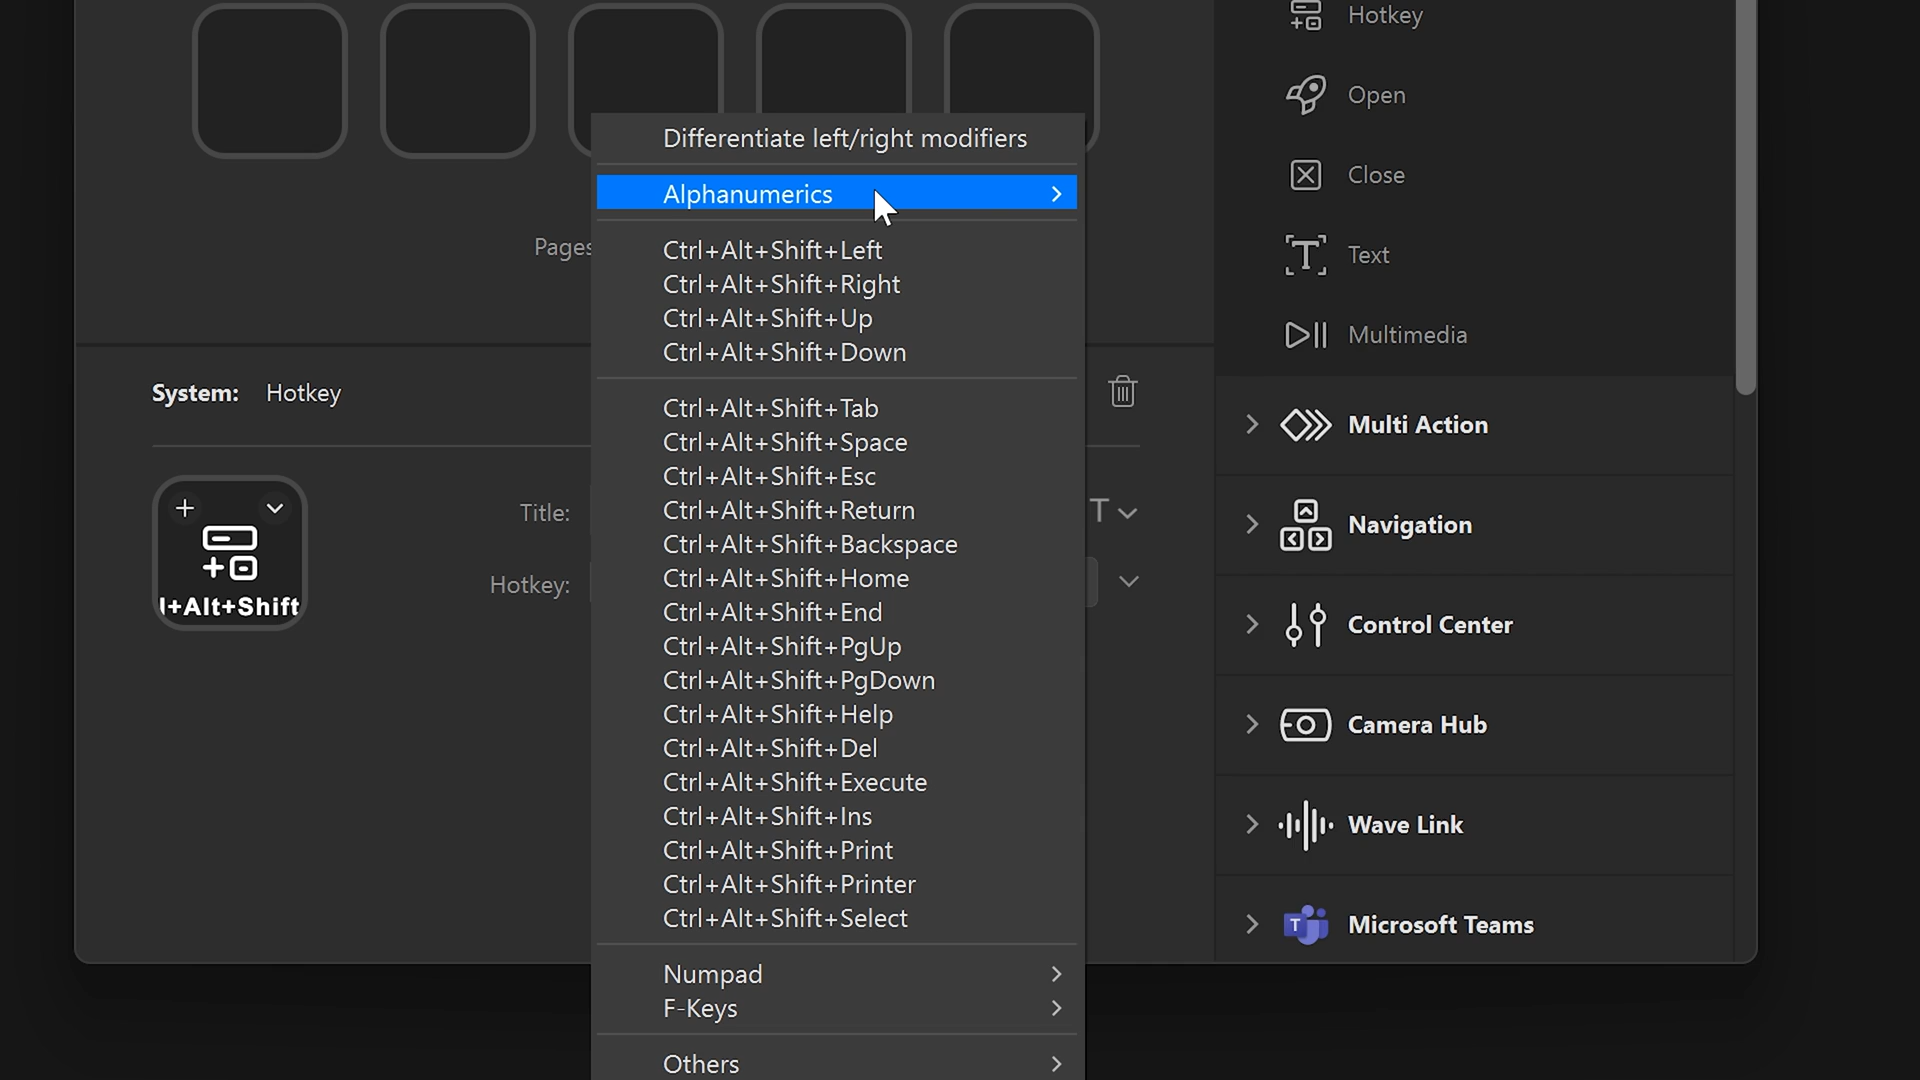 Hotkey
Open
Close
Text
Multimedia
Differentiate left/right modifiers
Alphanumerics
Pages
Ctrl+Alt+Shift+Left
Ctrl+Alt+Shift+Right
Ctrl+Alt+Shift+Up
Ctrl+Alt+Shift+Down
System: Hotkey
Ctrl+Alt+Shift+Tab
Ctrl+Alt+Shift+Space
Ctrl+Alt+Shift+Esc
Ctrl+Alt+Shift+Return
Ctrl+Alt+Shift+Backspace
Ctrl+Alt+Shift+Home
Ctrl+Alt+Shift+End
Ctrl+Alt+Shift+PgUp
Ctrl+Alt+Shift+PgDown
Ctrl+Alt+Shift+Help
Ctrl+Alt+Shift+Del
Ctrl+Alt+Shift+Execute
Ctrl+Alt+Shift+Ins
Ctrl+Alt+Shift+Print
Ctrl+Alt+Shift+Printer
Ctrl+Alt+Shift+Select
Numpad
F-Keys
Others
Title:
T
Hotkey:
l+Alt+Shift
Multi Action
Navigation
Control Center
Camera Hub
Wave Link
T
Microsoft Teams